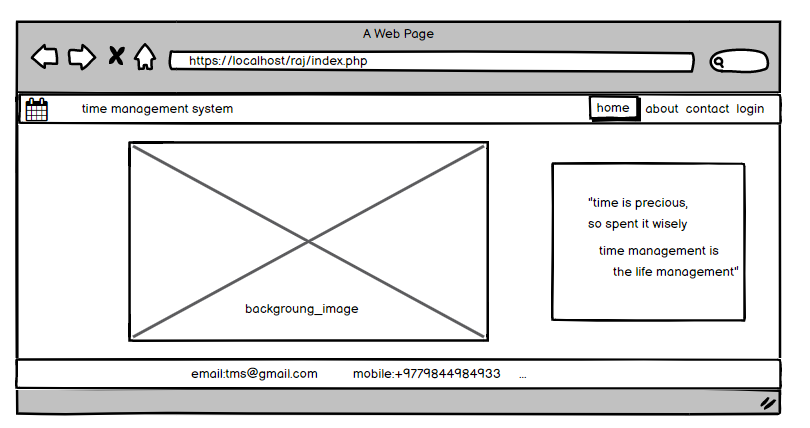 A Web Page
https://localhost/raj/index.php
time management system
home about contact login
"time is precious,
so spent it wisely
time management is
the life management"
backgroung_image
email:tms@gmail.com mobile:+9779844984933 ...